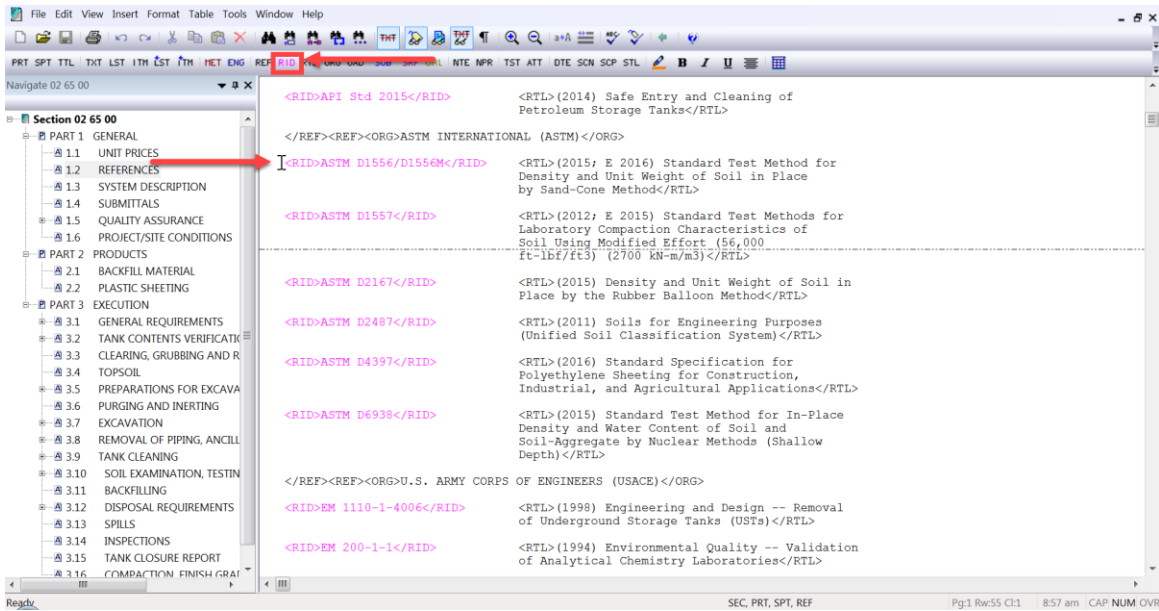 File Edit View Insert Format Table Tools Window Help
PRT SPT TTL TXT LST ITM LST ITM MET ENG REF RID NTE NPR TST ATT DTE SCN SCP STL B I U
Navigate 02 65 00
Section 02 65 00
PART 1 GENERAL
1.1 UNIT PRICES
1.2 REFERENCES
1.3 SYSTEM DESCRIPTION
1.4 SUBMITTALS
1.5 QUALITY ASSURANCE
1.6 PROJECT/SITE CONDITIONS
PART 2 PRODUCTS
2.1 BACKFILL MATERIAL
2.2 PLASTIC SHEETING
PART 3 EXECUTION
3.1 GENERAL REQUIREMENTS
3.2 TANK CONTENTS VERIFICATI
3.3 CLEARING, GRUBBING AND R
3.4 TOPSOIL
3.5 PREPARATIONS FOR EXCAVA
3.6 PURGING AND INERTING
3.7 EXCAVATION
3.8 REMOVAL OF PIPING, ANCILL
3.9 TANK CLEANING
3.10 SOIL EXAMINATION, TESTIN
3.11 BACKFILLING
3.12 DISPOSAL REQUIREMENTS
3.13 SPILLS
3.14 INSPECTIONS
3.15 TANK CLOSURE REPORT
3.16 COMPACTION, FINISH GRAD
<RID>API Std 2015</RID> <RTL>(2014) Safe Entry and Cleaning of
Petroleum Storage Tanks</RTL>
</REF><REF><ORG>ASTM INTERNATIONAL (ASTM)</ORG>
<RID>ASTM D1556/D1556M</RID> <RTL>(2015; E 2016) Standard Test Method for
Density and Unit Weight of Soil in Place
by Sand-Cone Method</RTL>
<RID>ASTM D1557</RID> <RTL>(2012; E 2015) Standard Test Methods for
Laboratory Compaction Characteristics of
Soil Using Modified Effort (56,000
ft-lbf/ft3) (2700 kN-m/m3)</RTL>
<RID>ASTM D2167</RID> <RTL>(2015) Density and Unit Weight of Soil in
Place by the Rubber Balloon Method</RTL>
<RID>ASTM D2487</RID> <RTL>(2011) Soils for Engineering Purposes
(Unified Soil Classification System)</RTL>
<RID>ASTM D4397</RID> <RTL>(2016) Standard Specification for
Polyethylene Sheeting for Construction,
Industrial, and Agricultural Applications</RTL>
<RID>ASTM D6938</RID> <RTL>(2015) Standard Test Method for In-Place
Density and Water Content of Soil and
Soil-Aggregate by Nuclear Methods (Shallow
Depth)</RTL>
</REF><REF><ORG>U.S. ARMY CORPS OF ENGINEERS (USACE)</ORG>
<RID>EM 1110-1-4006</RID> <RTL>(1998) Engineering and Design -- Removal
of Underground Storage Tanks (USTs)</RTL>
<RID>EM 200-1-1</RID> <RTL>(1994) Environmental Quality -- Validation
of Analytical Chemistry Laboratories</RTL>
Ready SEC, PRT, SPT, REF Pg:1 Rw:55 Cl:1 8:57 am CAP NUM OVR